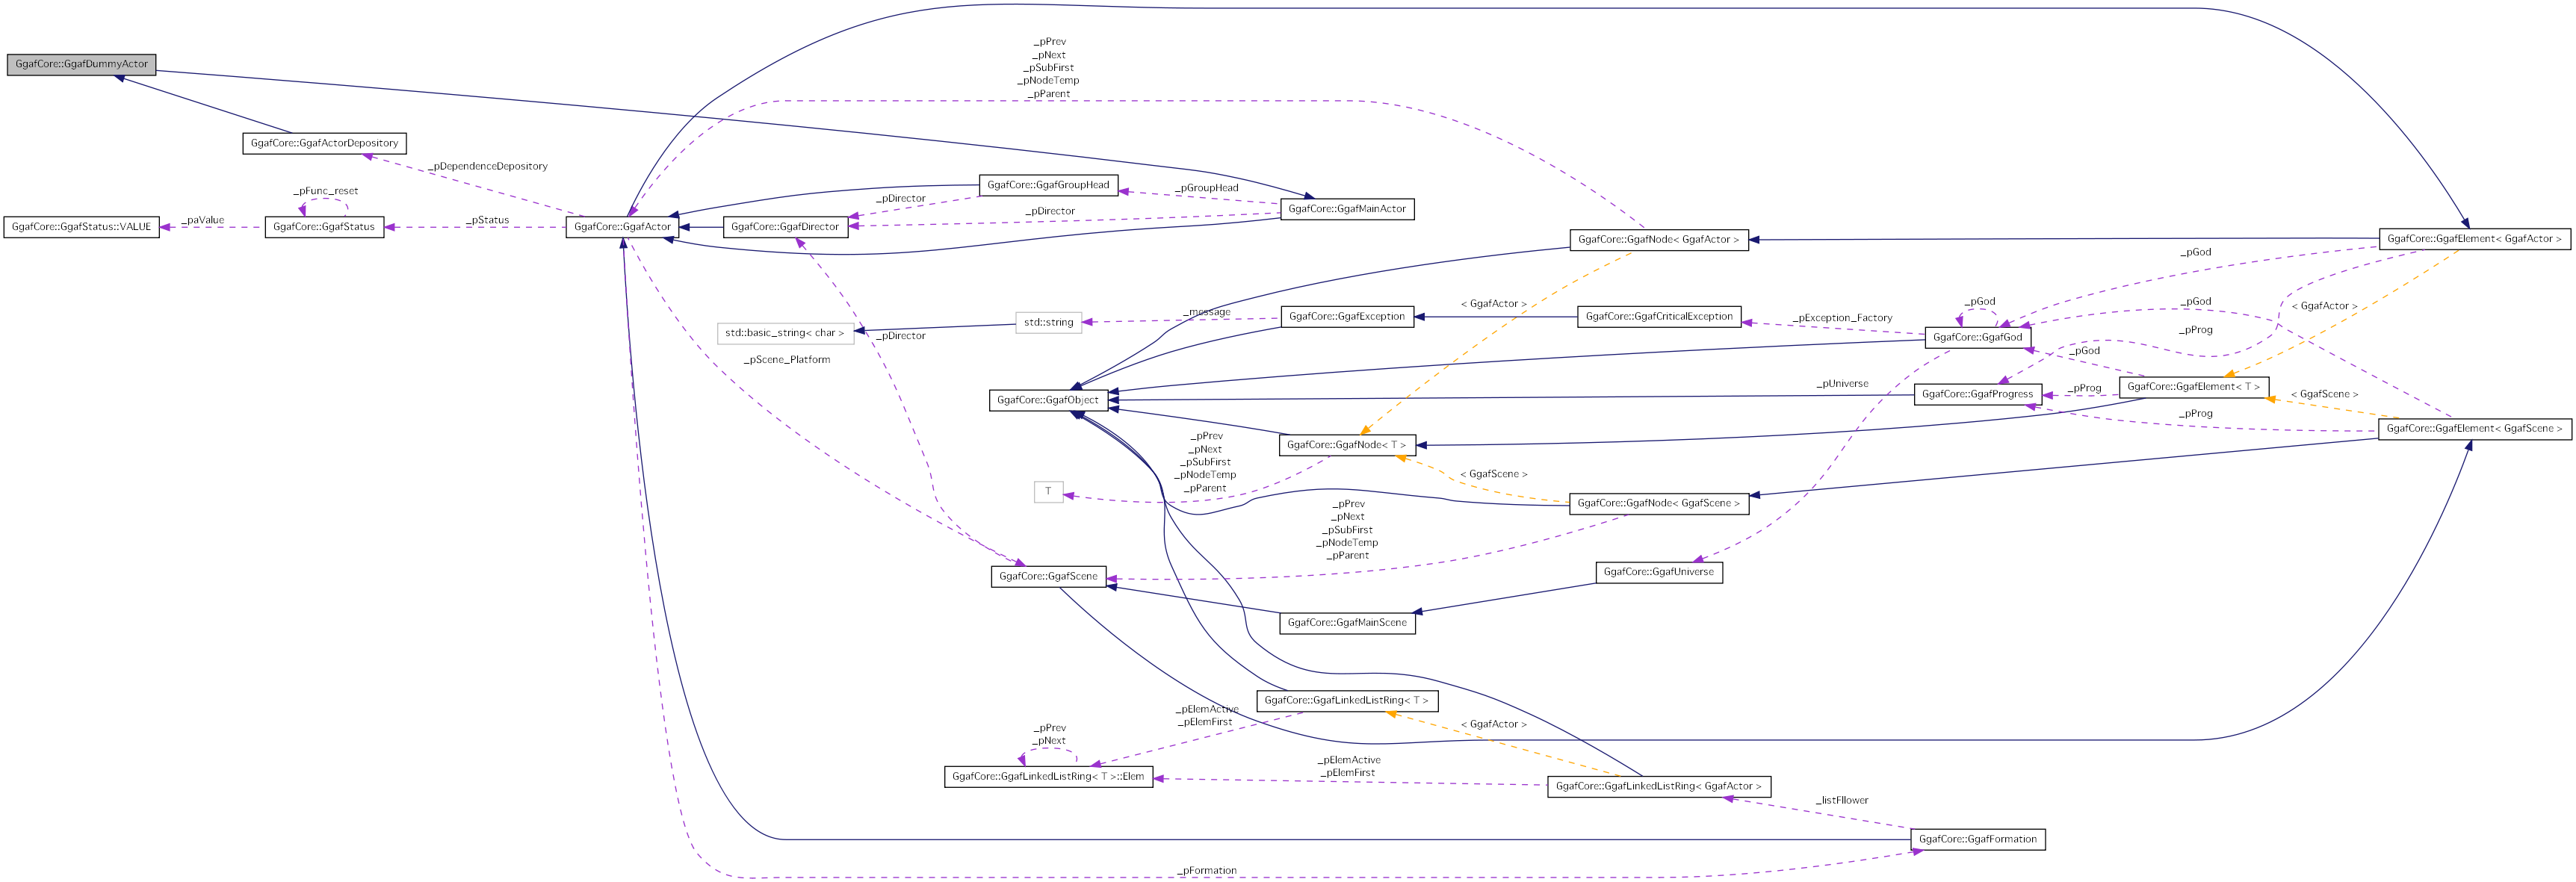 GgafCore::GgafDummyActor
GgafCore::GgafActorDepository
_pDependenceDepository
_pFunc_reset
GgafCore::GgafStatus::VALUE
_paValue
GgafCore::GgafStatus
_pStatus
GgafCore::GgafActor
_pPrev
_pNext
_pSubFirst
_pNodeTemp
_pParent
GgafCore::GgafGroupHead
_pGroupHead
_pDirector
_pDirector
GgafCore::GgafMainActor
GgafCore::GgafDirector
GgafCore::GgafNode< GgafActor >
GgafCore::GgafElement< GgafActor >
_pGod
< GgafActor >
_message
_pGod
< GgafActor >
std::basic_string< char >
std::string
GgafCore::GgafException
GgafCore::GgafCriticalException
_pException_Factory
_pGod
GgafCore::GgafGod
_pProg
_pDirector
_pGod
_pScene_Platform
_pUniverse
GgafCore::GgafObject
GgafCore::GgafProgress
_pProg
GgafCore::GgafElement< T >
< GgafScene >
_pProg
GgafCore::GgafElement< GgafScene >
_pPrev
_pNext
_pSubFirst
_pNodeTemp
_pParent
GgafCore::GgafNode< T >
< GgafScene >
T
GgafCore::GgafNode< GgafScene >
_pPrev
_pNext
_pSubFirst
_pNodeTemp
_pParent
GgafCore::GgafScene
GgafCore::GgafUniverse
GgafCore::GgafMainScene
GgafCore::GgafLinkedListRing< T >
_pElemActive
_pElemFirst
< GgafActor >
_pPrev
_pNext
GgafCore::GgafLinkedListRing< T >::Elem
_pElemActive
_pElemFirst
GgafCore::GgafLinkedListRing< GgafActor >
_listFllower
GgafCore::GgafFormation
_pFormation